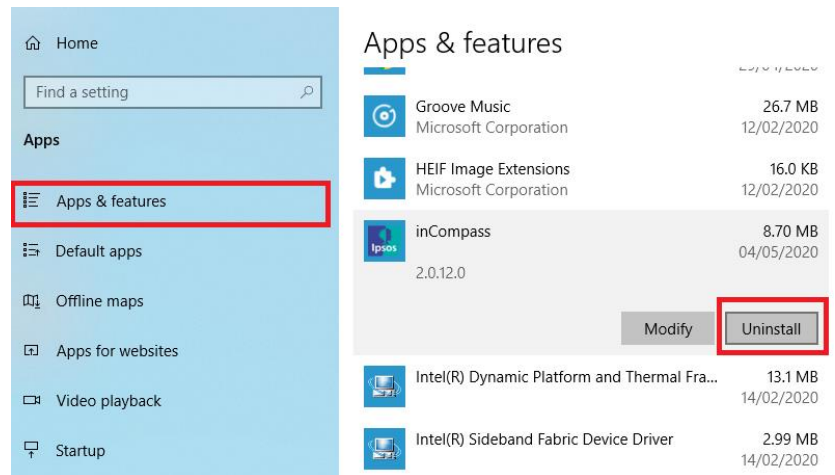 Home
Find a setting
Apps
Apps & features
Default apps
Offline maps
Apps for websites
Video playback
Startup
Apps & features
Groove Music 26.7 MB
Microsoft Corporation 12/02/2020
HEIF Image Extensions 16.0 KB
Microsoft Corporation 12/02/2020
inCompass 8.70 MB
Ipsos 04/05/2020
2.0.12.0
Modify Uninstall
Intel(R) Dynamic Platform and Thermal Fra... 13.1 MB
14/02/2020
Intel(R) Sideband Fabric Device Driver 2.99 MB
14/02/2020